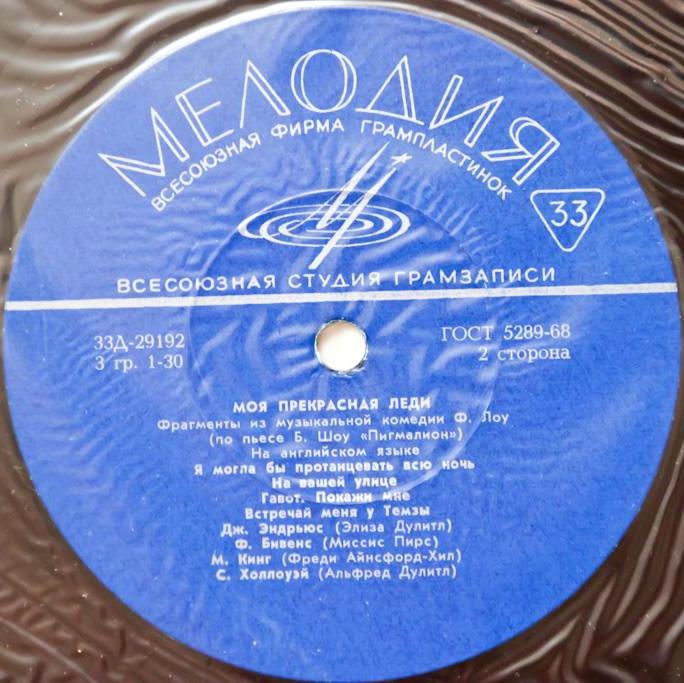 МЕЛОДИЯ
ВСЕСОЮЗНАЯ ФИРМА ГРАМПЛАСТИНОК
33
ВСЕСОЮЗНАЯ СТУДИЯ ГРАМЗАПИСИ
33Д-29192
ГОСТ 5289-68
3 гр. 1-30
2 сторона
МОЯ ПРЕКРАСНАЯ ЛЕДИ
Фрагменты из музыкальной комедии Ф. Лоу
(по пьесе Б. Шоу «Пигмалион»)
На английском языке
Я могла бы протанцевать всю ночь
На вашей улице
Гавот. Покажи мне
Встречай меня у Темзы
Дж. Эндрьюс (Элиза Дулитл)
Ф. Бивенс (Миссис Пирс)
М. Кинг (Фреди Айнсфорд-Хил)
С. Холлоуэй (Альфред Дулитл)